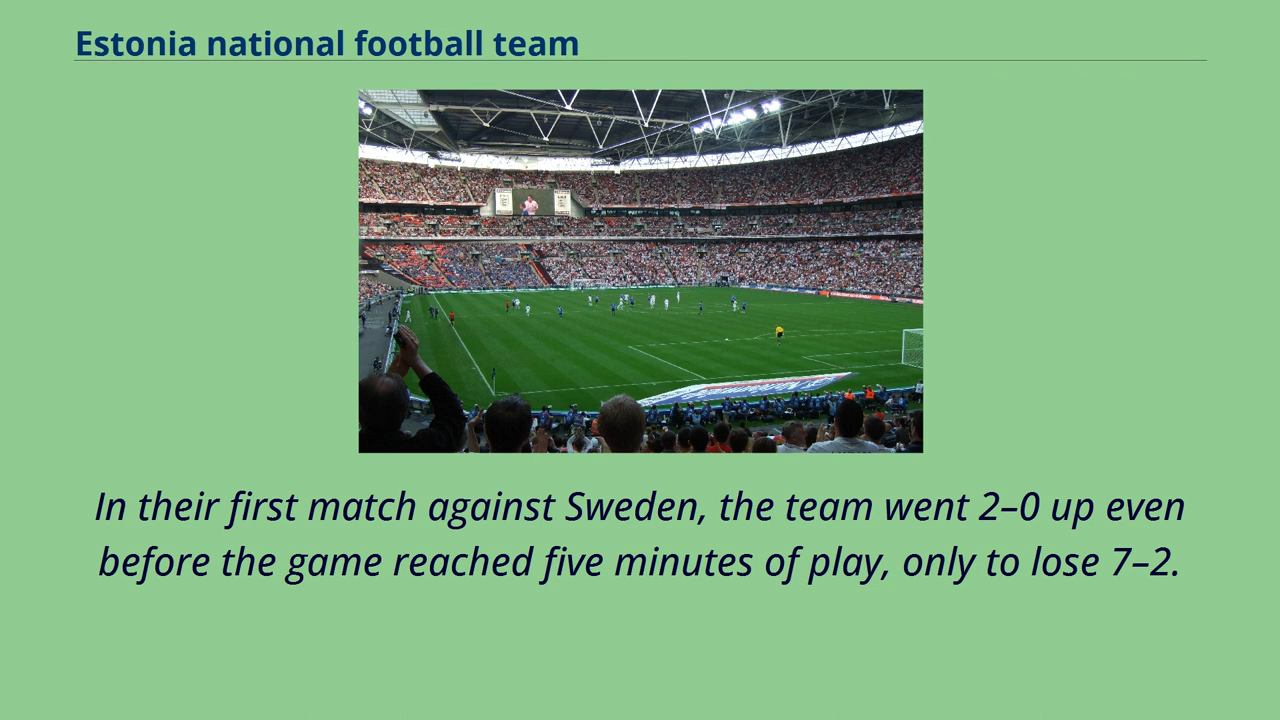 Estonia national football team
In their first match against Sweden, the team went 2–0 up even
before the game reached five minutes of play, only to lose 7–2.